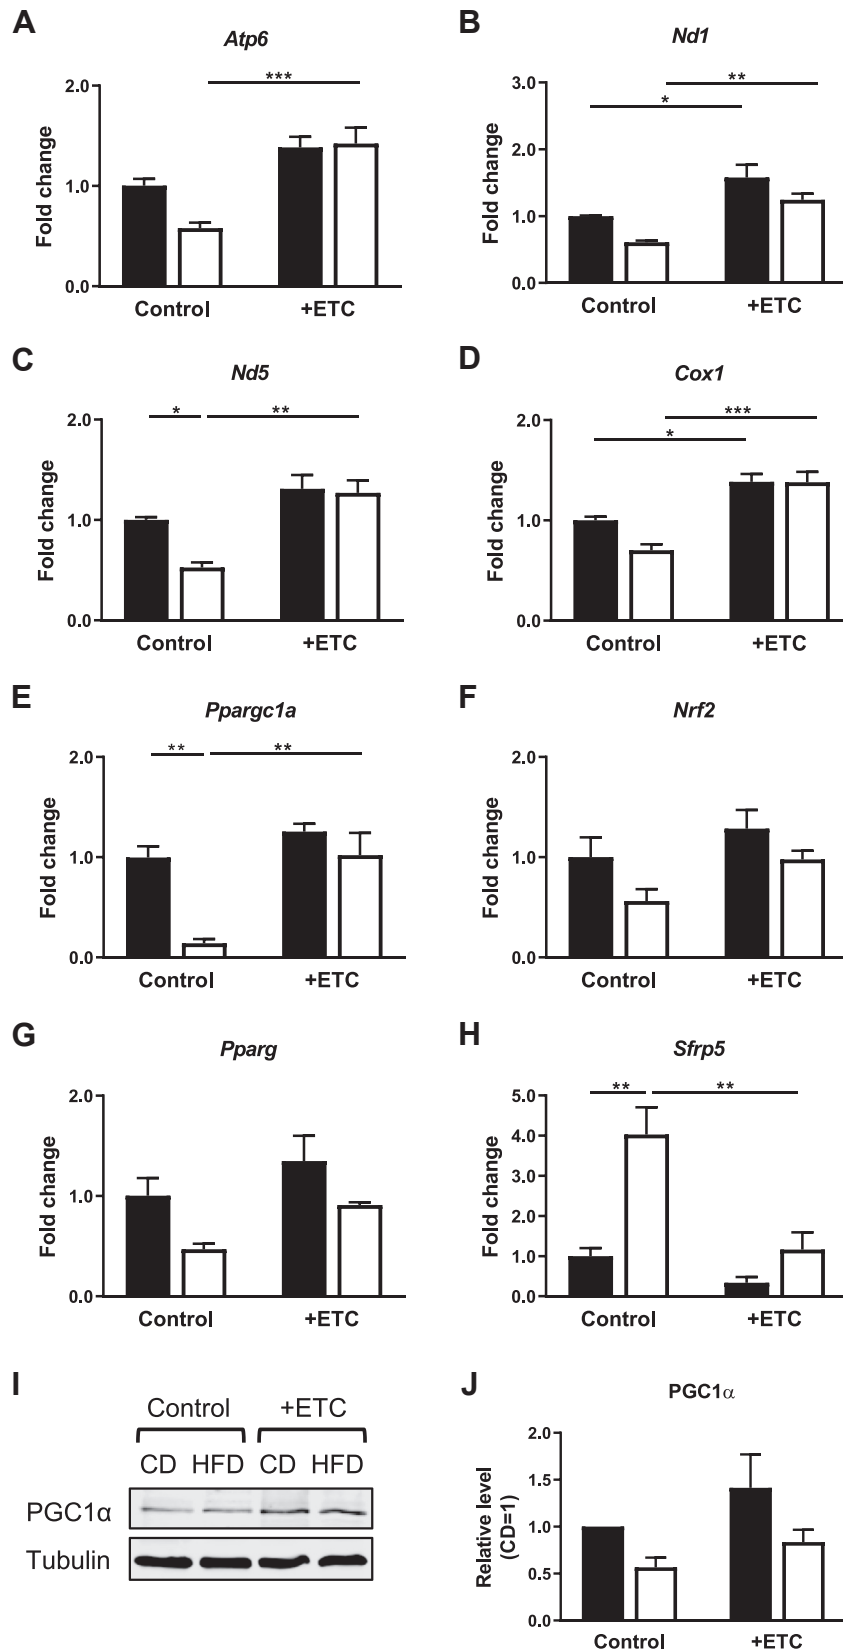 A
Atp6
***
2.0
1.0
0.0
Fold change
Control
+ETC
B
Nd1
**
*
3.0
2.0
1.0
0.0
Fold change
Control
+ETC
C
Nd5
*
**
2.0
1.0
0.0
Fold change
Control
+ETC
D
Cox1
***
*
2.0
1.0
0.0
Fold change
Control
+ETC
E
Ppargc1a
**
**
2.0
1.0
0.0
Fold change
Control
+ETC
F
Nrf2
2.0
1.0
0.0
Fold change
Control
+ETC
G
Pparg
2.0
1.0
0.0
Fold change
Control
+ETC
H
Sfrp5
**
**
5.0
4.0
3.0
2.0
1.0
0.0
Fold change
Control
+ETC
I
Control +ETC
CD HFD CD HFD
PGC1α
Tubulin
J
PGC1α
2.0
1.5
1.0
0.5
0.0
Relative level
(CD=1)
Control
+ETC